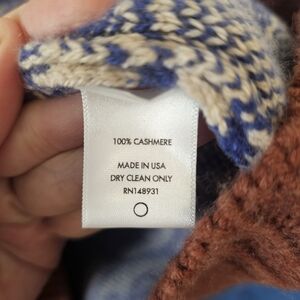 100% CASHMERE
MADE IN USA
DRY CLEAN ONLY
RN148931